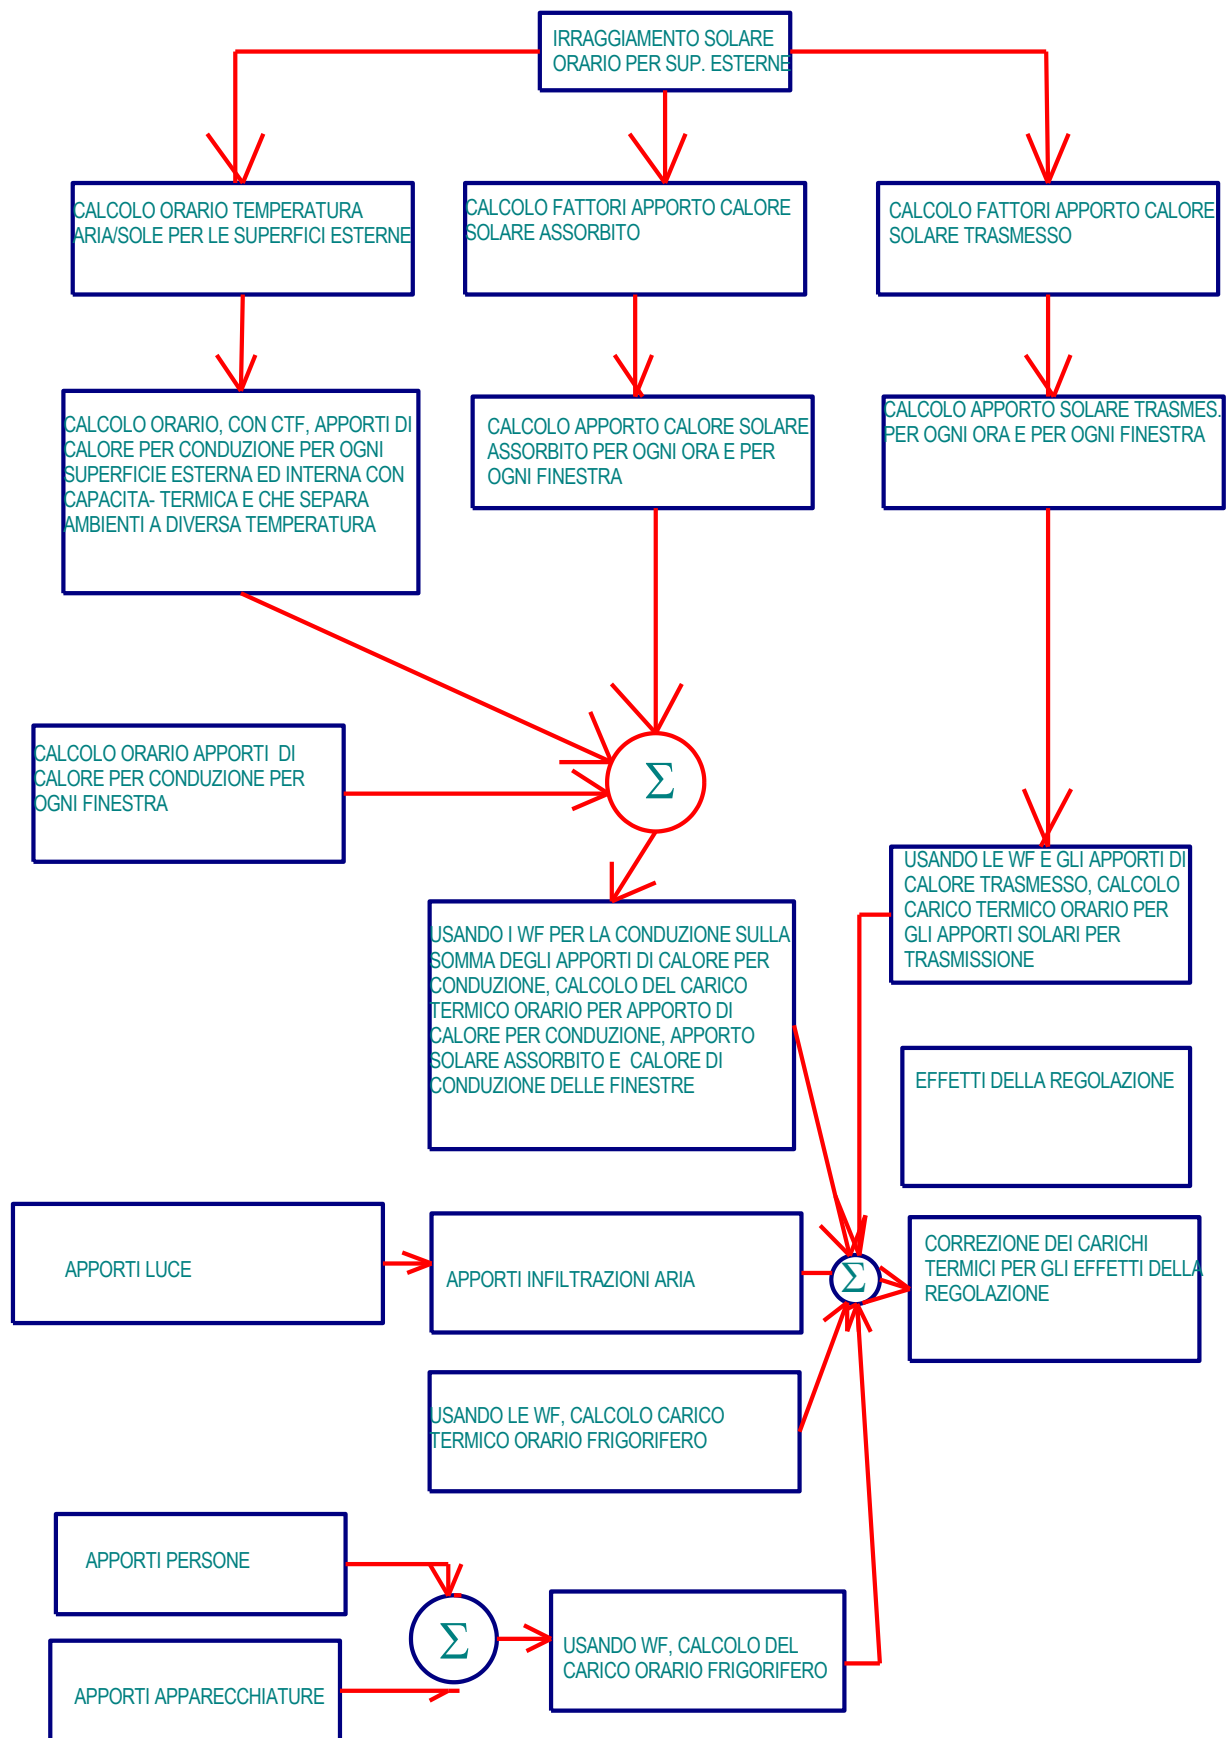 IRRAGGIAMENTO SOLARE
ORARIO PER SUP. ESTERNE
CALCOLO ORARIO TEMPERATURA
ARIA/SOLE PER LE SUPERFICI ESTERNE
CALCOLO FATTORI APPORTO CALORE
SOLARE ASSORBITO
CALCOLO FATTORI APPORTO CALORE
SOLARE TRASMESSO
CALCOLO ORARIO, CON CTF, APPORTI DI
CALORE PER CONDUZIONE PER OGNI
SUPERFICIE ESTERNA ED INTERNA CON
CAPACITA- TERMICA E CHE SEPARA
AMBIENTI A DIVERSA TEMPERATURA
CALCOLO APPORTO CALORE SOLARE
ASSORBITO PER OGNI ORA E PER
OGNI FINESTRA
CALCOLO APPORTO SOLARE TRASMES.
PER OGNI ORA E PER OGNI FINESTRA
CALCOLO ORARIO APPORTI  DI
CALORE PER CONDUZIONE PER
OGNI FINESTRA
Σ
USANDO LE WF E GLI APPORTI DI
CALORE TRASMESSO, CALCOLO
CARICO TERMICO ORARIO PER
GLI APPORTI SOLARI PER
TRASMISSIONE
USANDO I WF PER LA CONDUZIONE SULLA
SOMMA DEGLI APPORTI DI CALORE PER
CONDUZIONE, CALCOLO DEL CARICO
TERMICO ORARIO PER APPORTO DI
CALORE PER CONDUZIONE, APPORTO
SOLARE ASSORBITO E  CALORE DI
CONDUZIONE DELLE FINESTRE
EFFETTI DELLA REGOLAZIONE
APPORTI LUCE
APPORTI INFILTRAZIONI ARIA
Σ
CORREZIONE DEI CARICHI
TERMICI PER GLI EFFETTI DELLA
REGOLAZIONE
USANDO LE WF, CALCOLO CARICO
TERMICO ORARIO FRIGORIFERO
APPORTI PERSONE
Σ
USANDO WF, CALCOLO DEL
CARICO ORARIO FRIGORIFERO
APPORTI APPARECCHIATURE